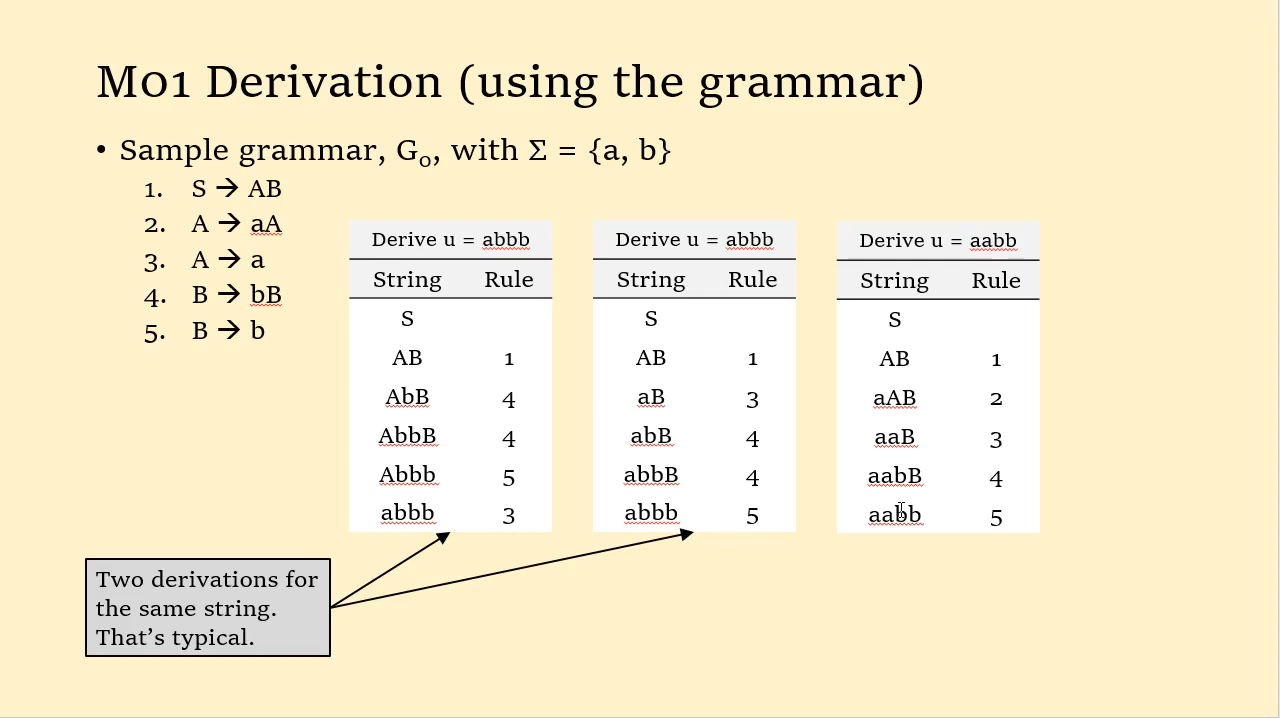 M01 Derivation (using the grammar)
• Sample grammar, G₀, with Σ = {a, b}
1. S → AB
2. A → aA
3. A → a
4. B → bB
5. B → b
Derive u = abbb
String Rule
S
AB 1
AbB 4
AbbB 4
Abbb 5
abbb 3
Derive u = abbb
String Rule
S
AB 1
aB 3
abB 4
abbB 4
abbb 5
Derive u = aabb
String Rule
S
AB 1
aAB 2
aaB 3
aabB 4
aabb 5
Two derivations for
the same string.
That’s typical.